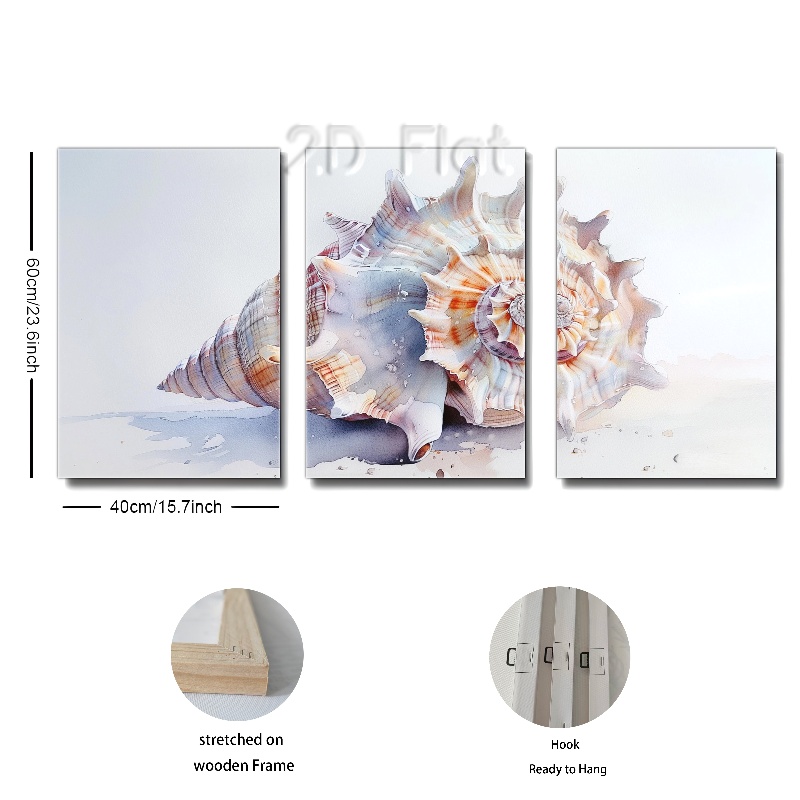 2D Flat
60cm/23.6inch
40cm/15.7inch
stretched on
wooden Frame
Hook
Ready to Hang